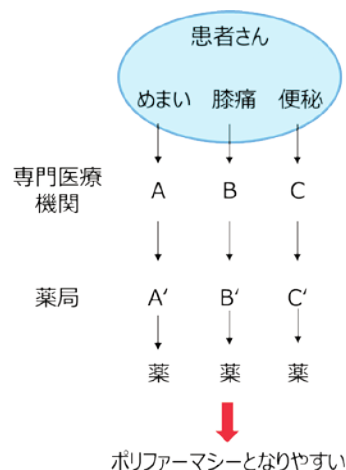 患者さん
めまい 膝痛 便秘
専門医療
機関
A B C
薬局
A' B' C'
薬 薬 薬
ポリファーマシーとなりやすい